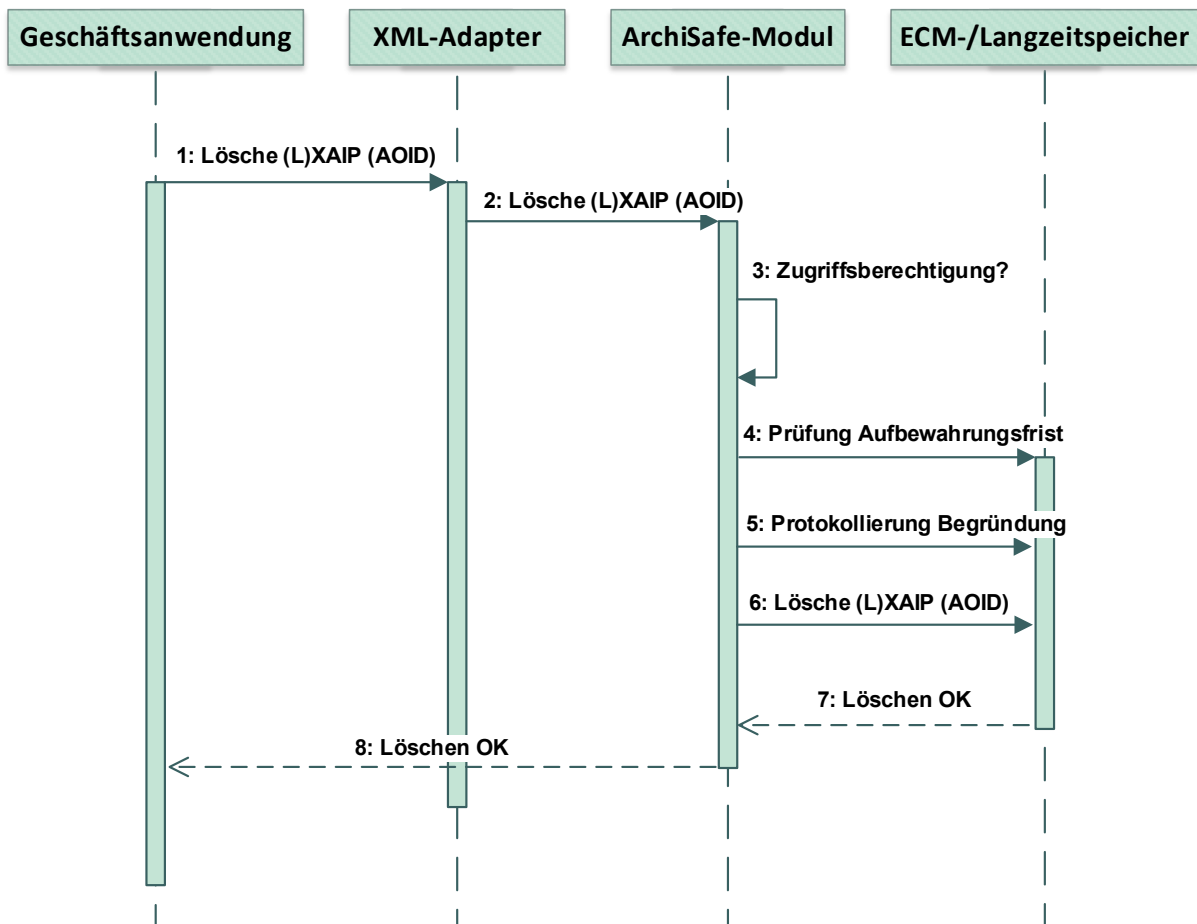 Geschäftsanwendung
XML-Adapter
ArchiSafe-Modul
ECM-/Langzeitspeicher
1: Lösche (L)XAIP (AOID)
2: Lösche (L)XAIP (AOID)
3: Zugriffsberechtigung?
4: Prüfung Aufbewahrungsfrist
5: Protokollierung Begründung
6: Lösche (L)XAIP (AOID)
7: Löschen OK
8: Löschen OK